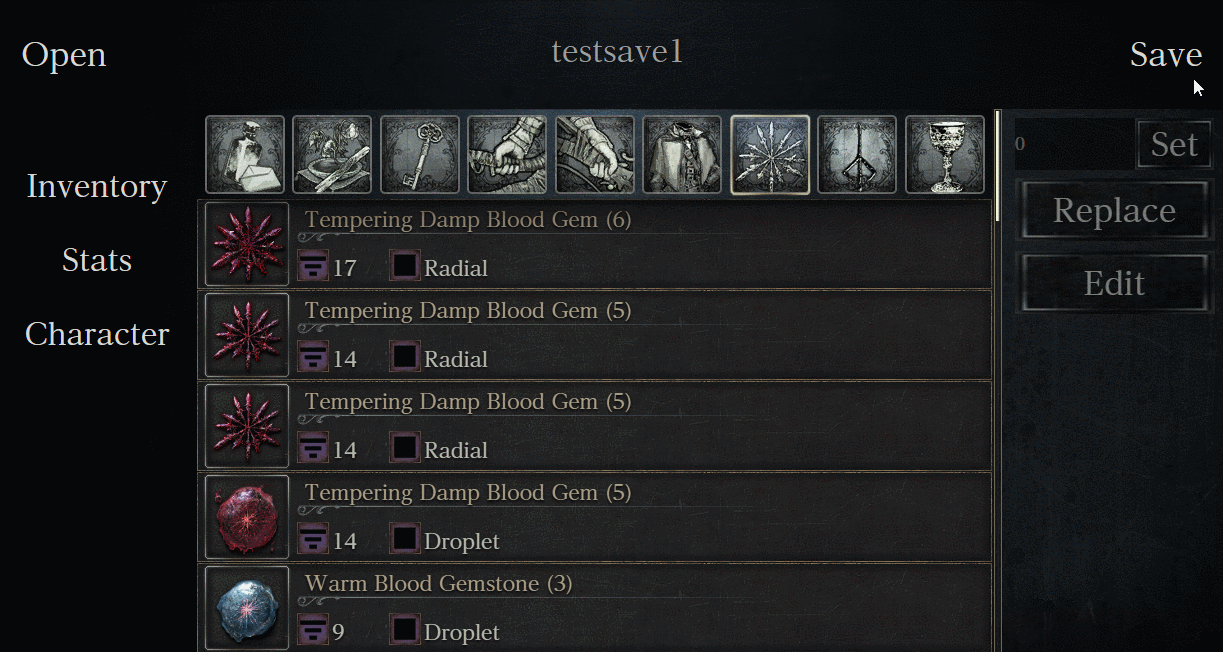 Open
testsave1
Save
Inventory
Stats
Character
0
Set
Replace
Edit
Tempering Damp Blood Gem (6)
17 Radial
Tempering Damp Blood Gem (5)
14 Radial
Tempering Damp Blood Gem (5)
14 Radial
Tempering Damp Blood Gem (5)
14 Droplet
Warm Blood Gemstone (3)
9 Droplet